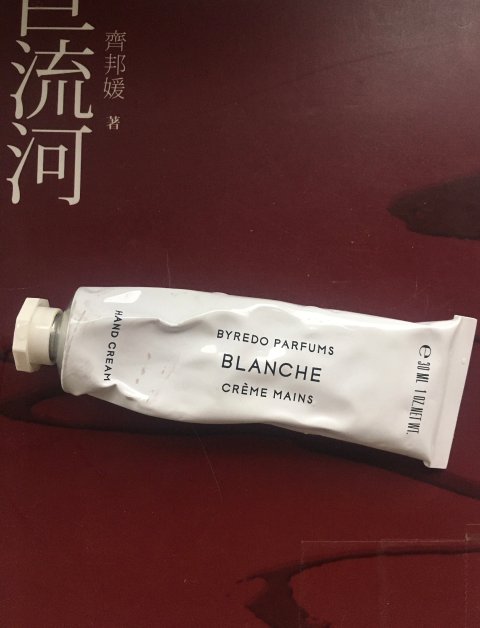 巨流河
齊邦媛 著
HAND CREAM
BYREDO PARFUMS
BLANCHE
CRÈME MAINS
℮ 30 ML 1 OZ.NET WT.